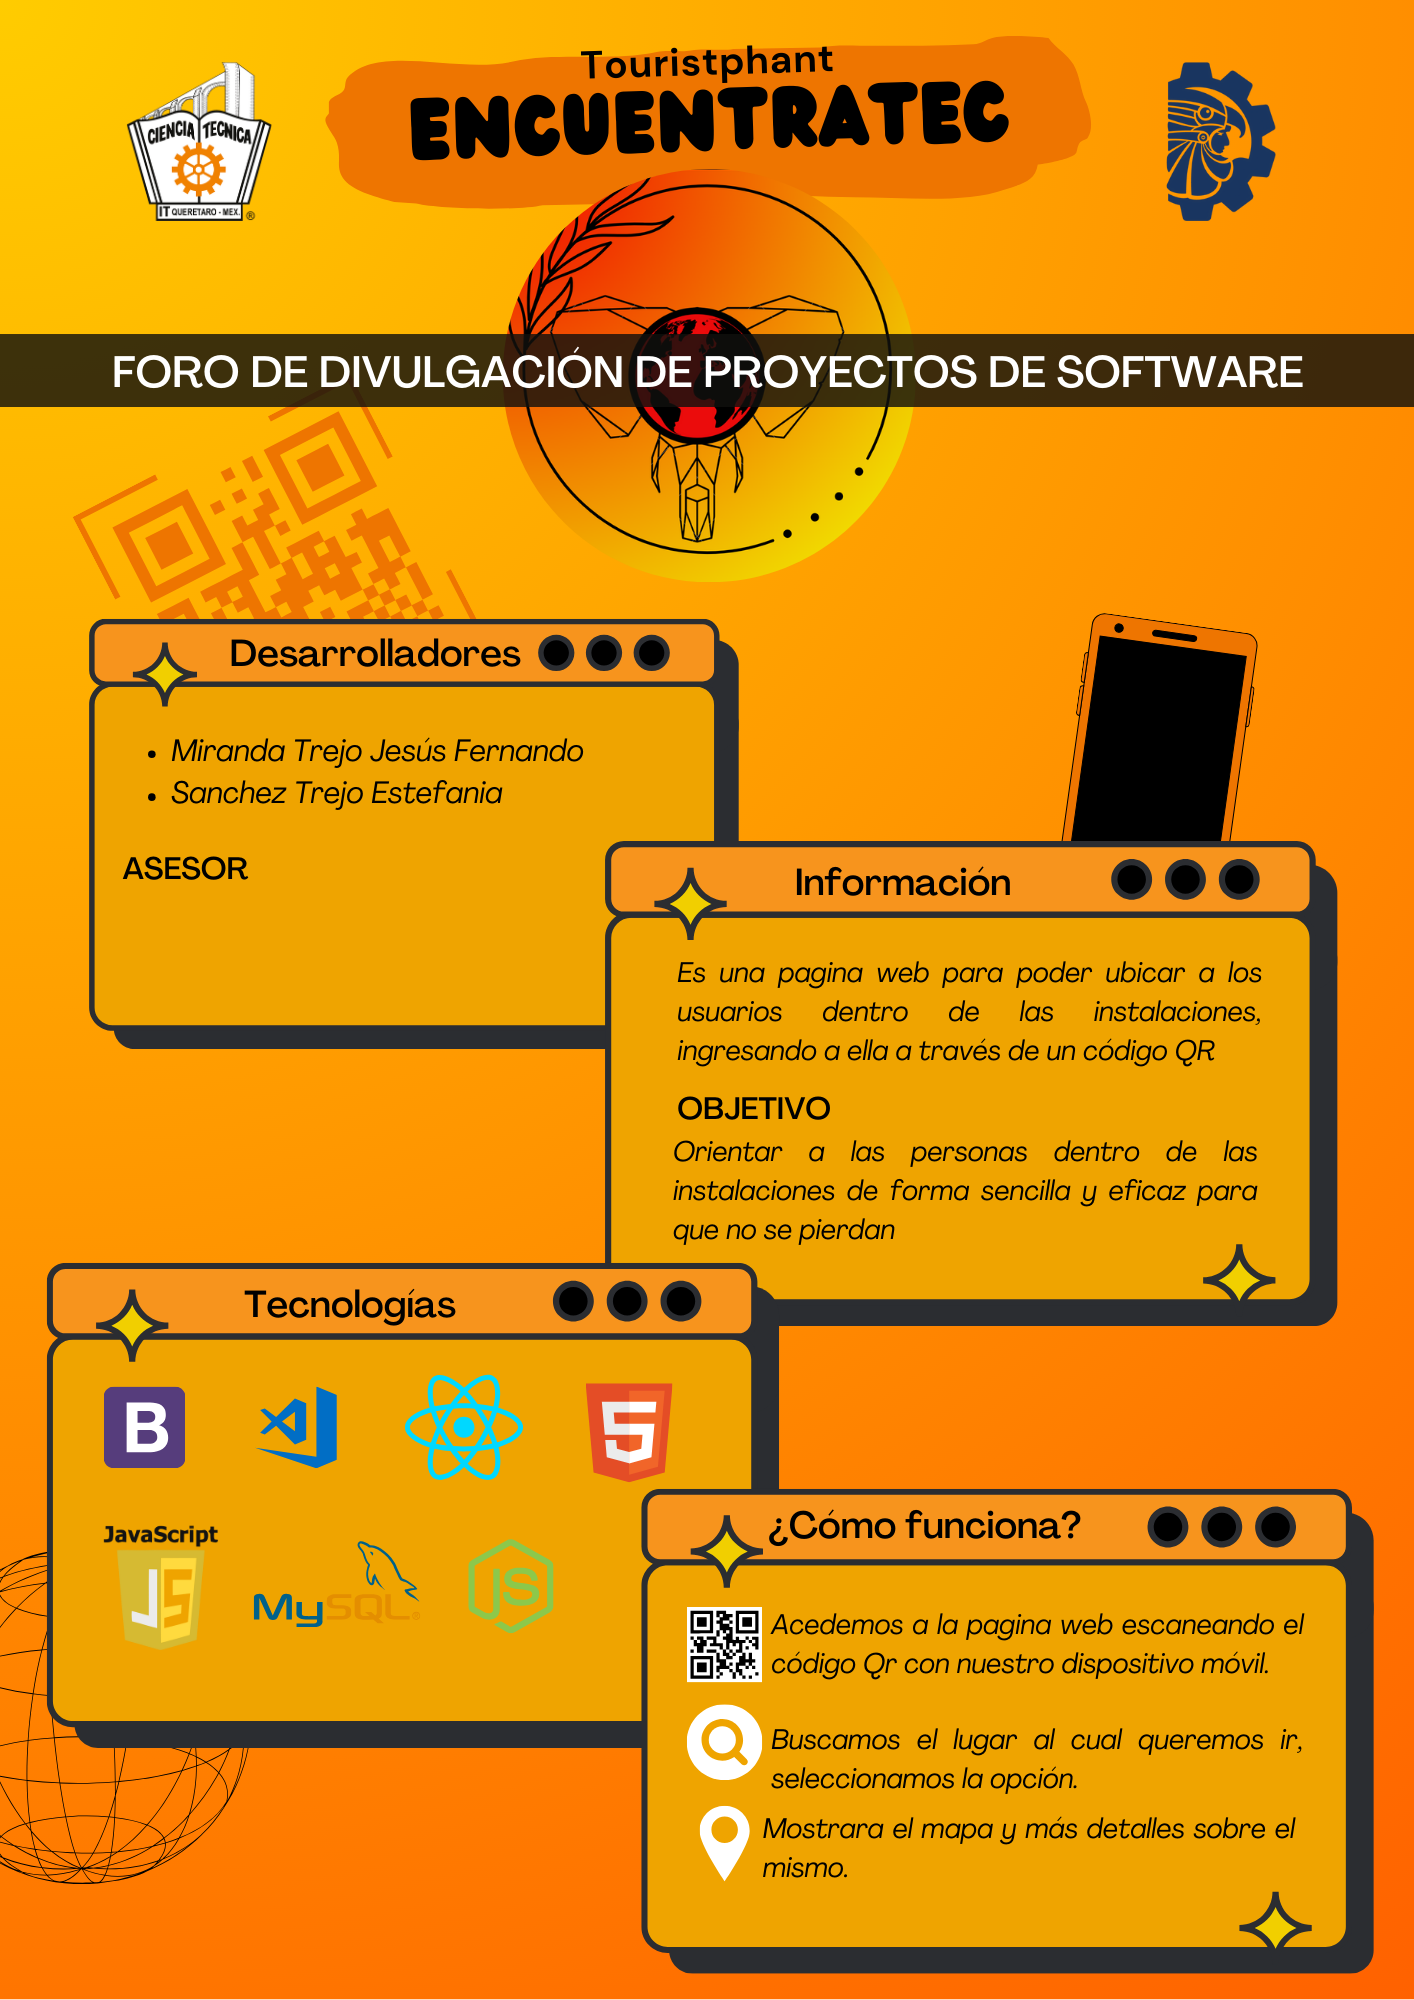 Touristphant
ENCUENTRATEC
CIENCIA TECNICA
IT QUERETARO - MEX. ®
FORO DE DIVULGACIÓN DE PROYECTOS DE SOFTWARE
Desarrolladores
• Miranda Trejo Jesús Fernando
• Sanchez Trejo Estefania
ASESOR
Información
Es una pagina web para poder ubicar a los
usuarios dentro de las instalaciones,
ingresando a ella a través de un código QR
OBJETIVO
Orientar a las personas dentro de las
instalaciones de forma sencilla y eficaz para
que no se pierdan
Tecnologías
B
5
JavaScript
JS
MySQL®
JS
¿Cómo funciona?
Acedemos a la pagina web escaneando el
código Qr con nuestro dispositivo móvil.
Buscamos el lugar al cual queremos ir,
seleccionamos la opción.
Mostrara el mapa y más detalles sobre el
mismo.